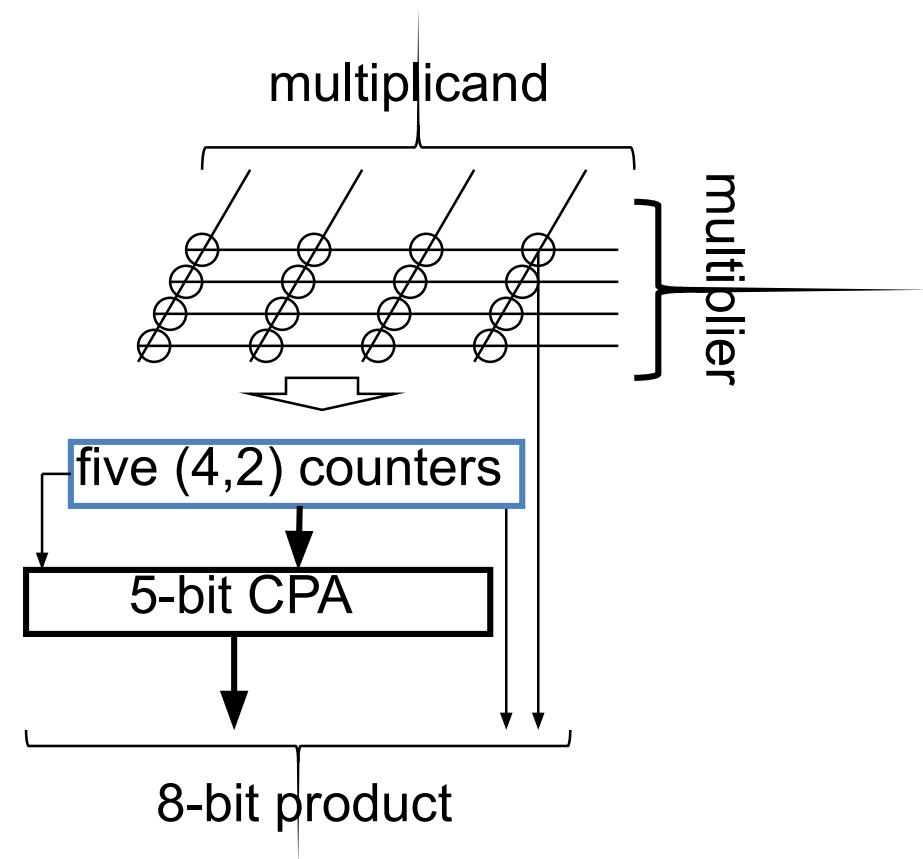 multiplicand
multiplier
five (4,2) counters
5-bit CPA
8-bit product